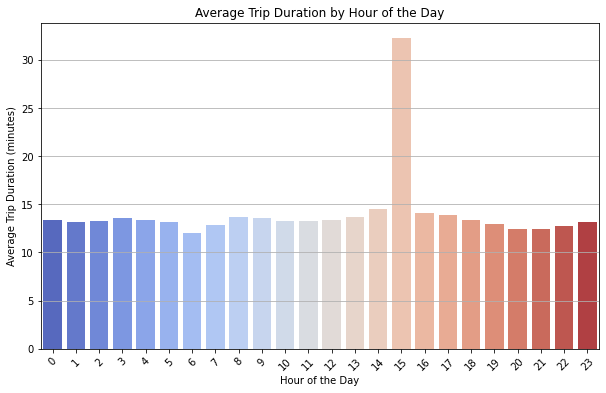 Average Trip Duration by Hour of the Day
Average Trip Duration (minutes)
30
25
20
15
10
5
0
0 1 2 3 4 5 6 7 8 9 10 11 12 13 14 15 16 17 18 19 20 21 22 23
Hour of the Day